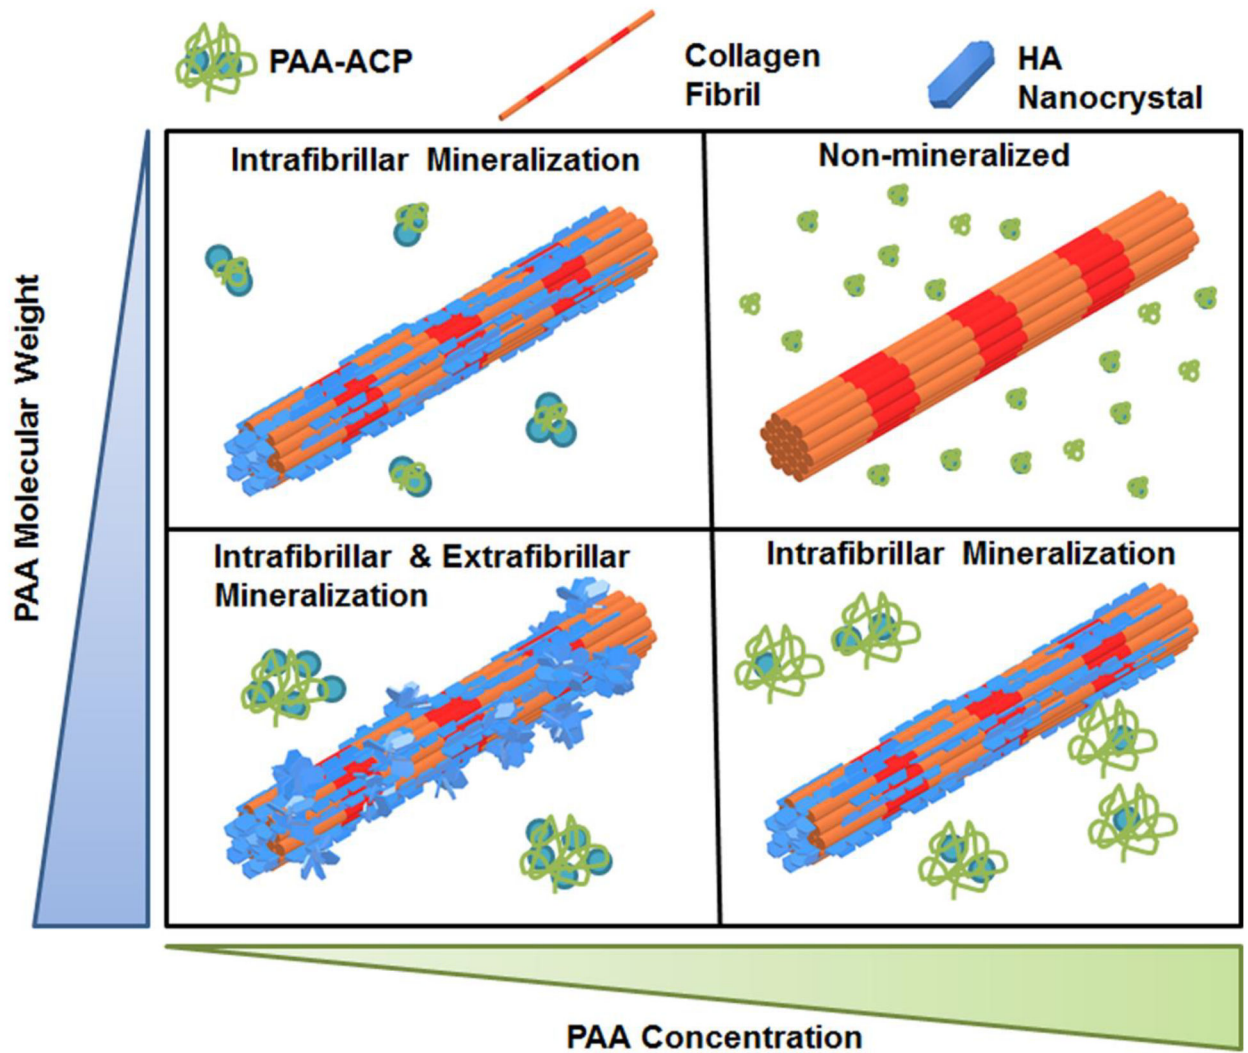 PAA-ACP
Collagen
Fibril
HA
Nanocrystal
Intrafibrillar Mineralization
Non-mineralized
PAA Molecular Weight
Intrafibrillar & Extrafibrillar
Mineralization
Intrafibrillar Mineralization
PAA Concentration